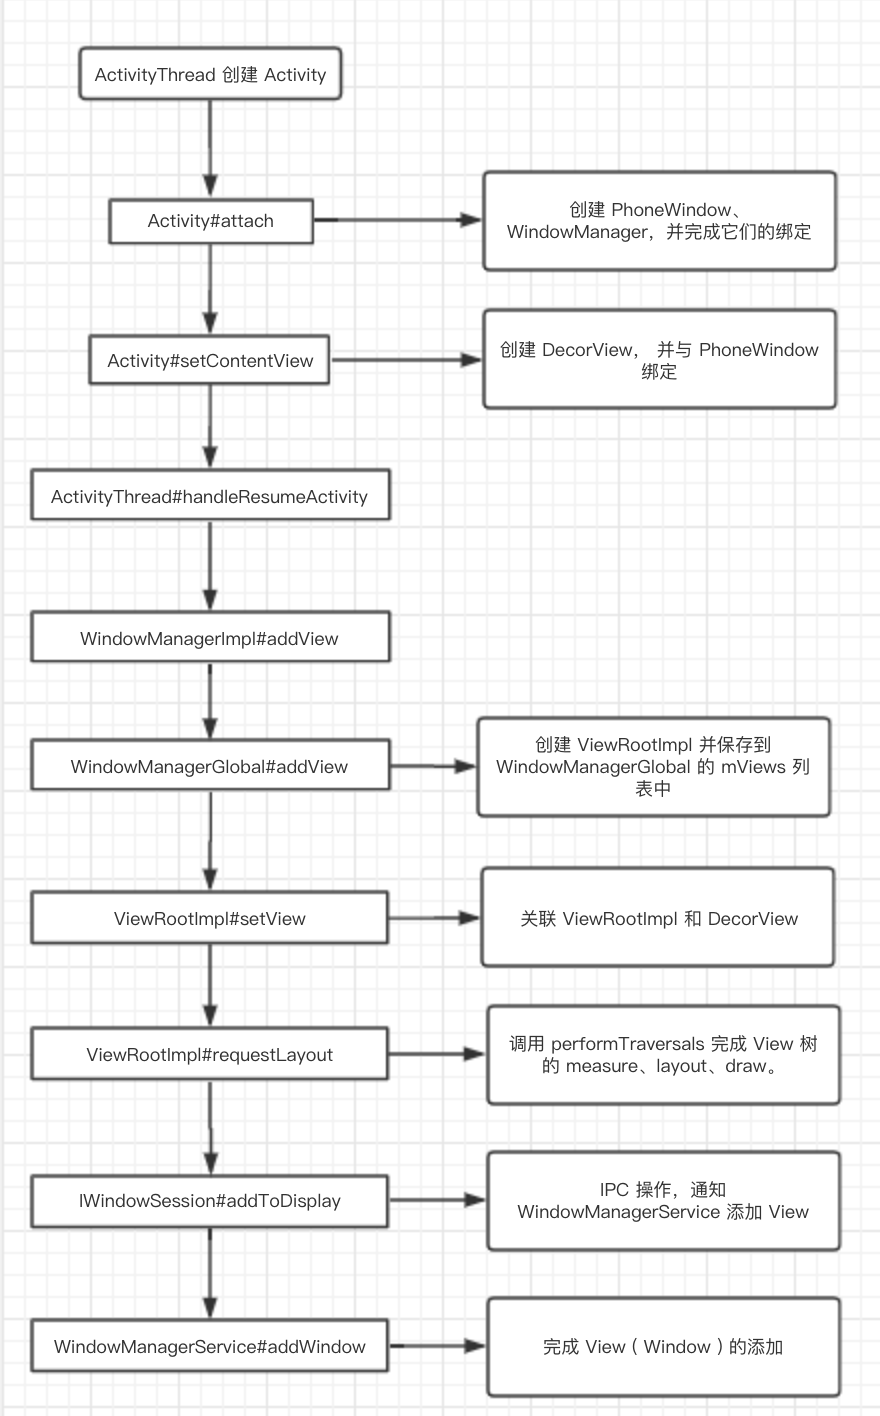 ActivityThread 创建 Activity
Activity#attach
创建 PhoneWindow、
WindowManager，并完成它们的绑定
Activity#setContentView
创建 DecorView， 并与 PhoneWindow
绑定
ActivityThread#handleResumeActivity
WindowManagerImpl#addView
WindowManagerGlobal#addView
创建 ViewRootImpl 并保存到
WindowManagerGlobal 的 mViews 列
表中
ViewRootImpl#setView
关联 ViewRootImpl 和 DecorView
ViewRootImpl#requestLayout
调用 performTraversals 完成 View 树
的 measure、layout、draw。
IWindowSession#addToDisplay
IPC 操作，通知
WindowManagerService 添加 View
WindowManagerService#addWindow
完成 View（Window）的添加